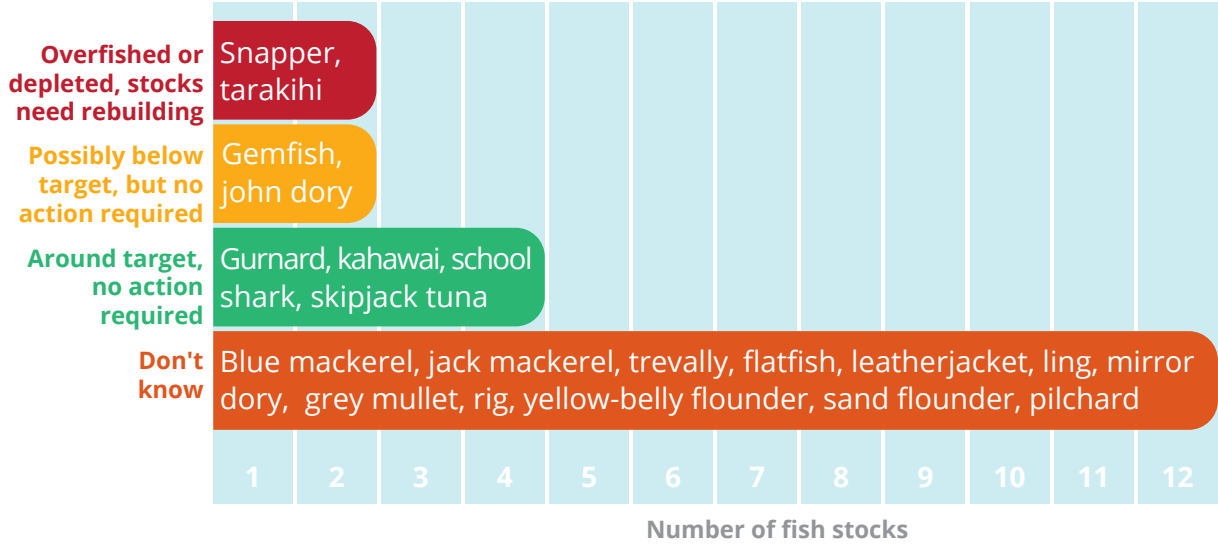 Overfished or
depleted, stocks
need rebuilding
Snapper,
tarakihi
Possibly below
target, but no
action required
Gemfish,
john dory
Around target,
no action
required
Gurnard, kahawai, school
shark, skipjack tuna
Don't
know
Blue mackerel, jack mackerel, trevally, flatfish, leatherjacket, ling, mirror
dory, grey mullet, rig, yellow-belly flounder, sand flounder, pilchard
1 2 3 4 5 6 7 8 9 10 11 12
Number of fish stocks